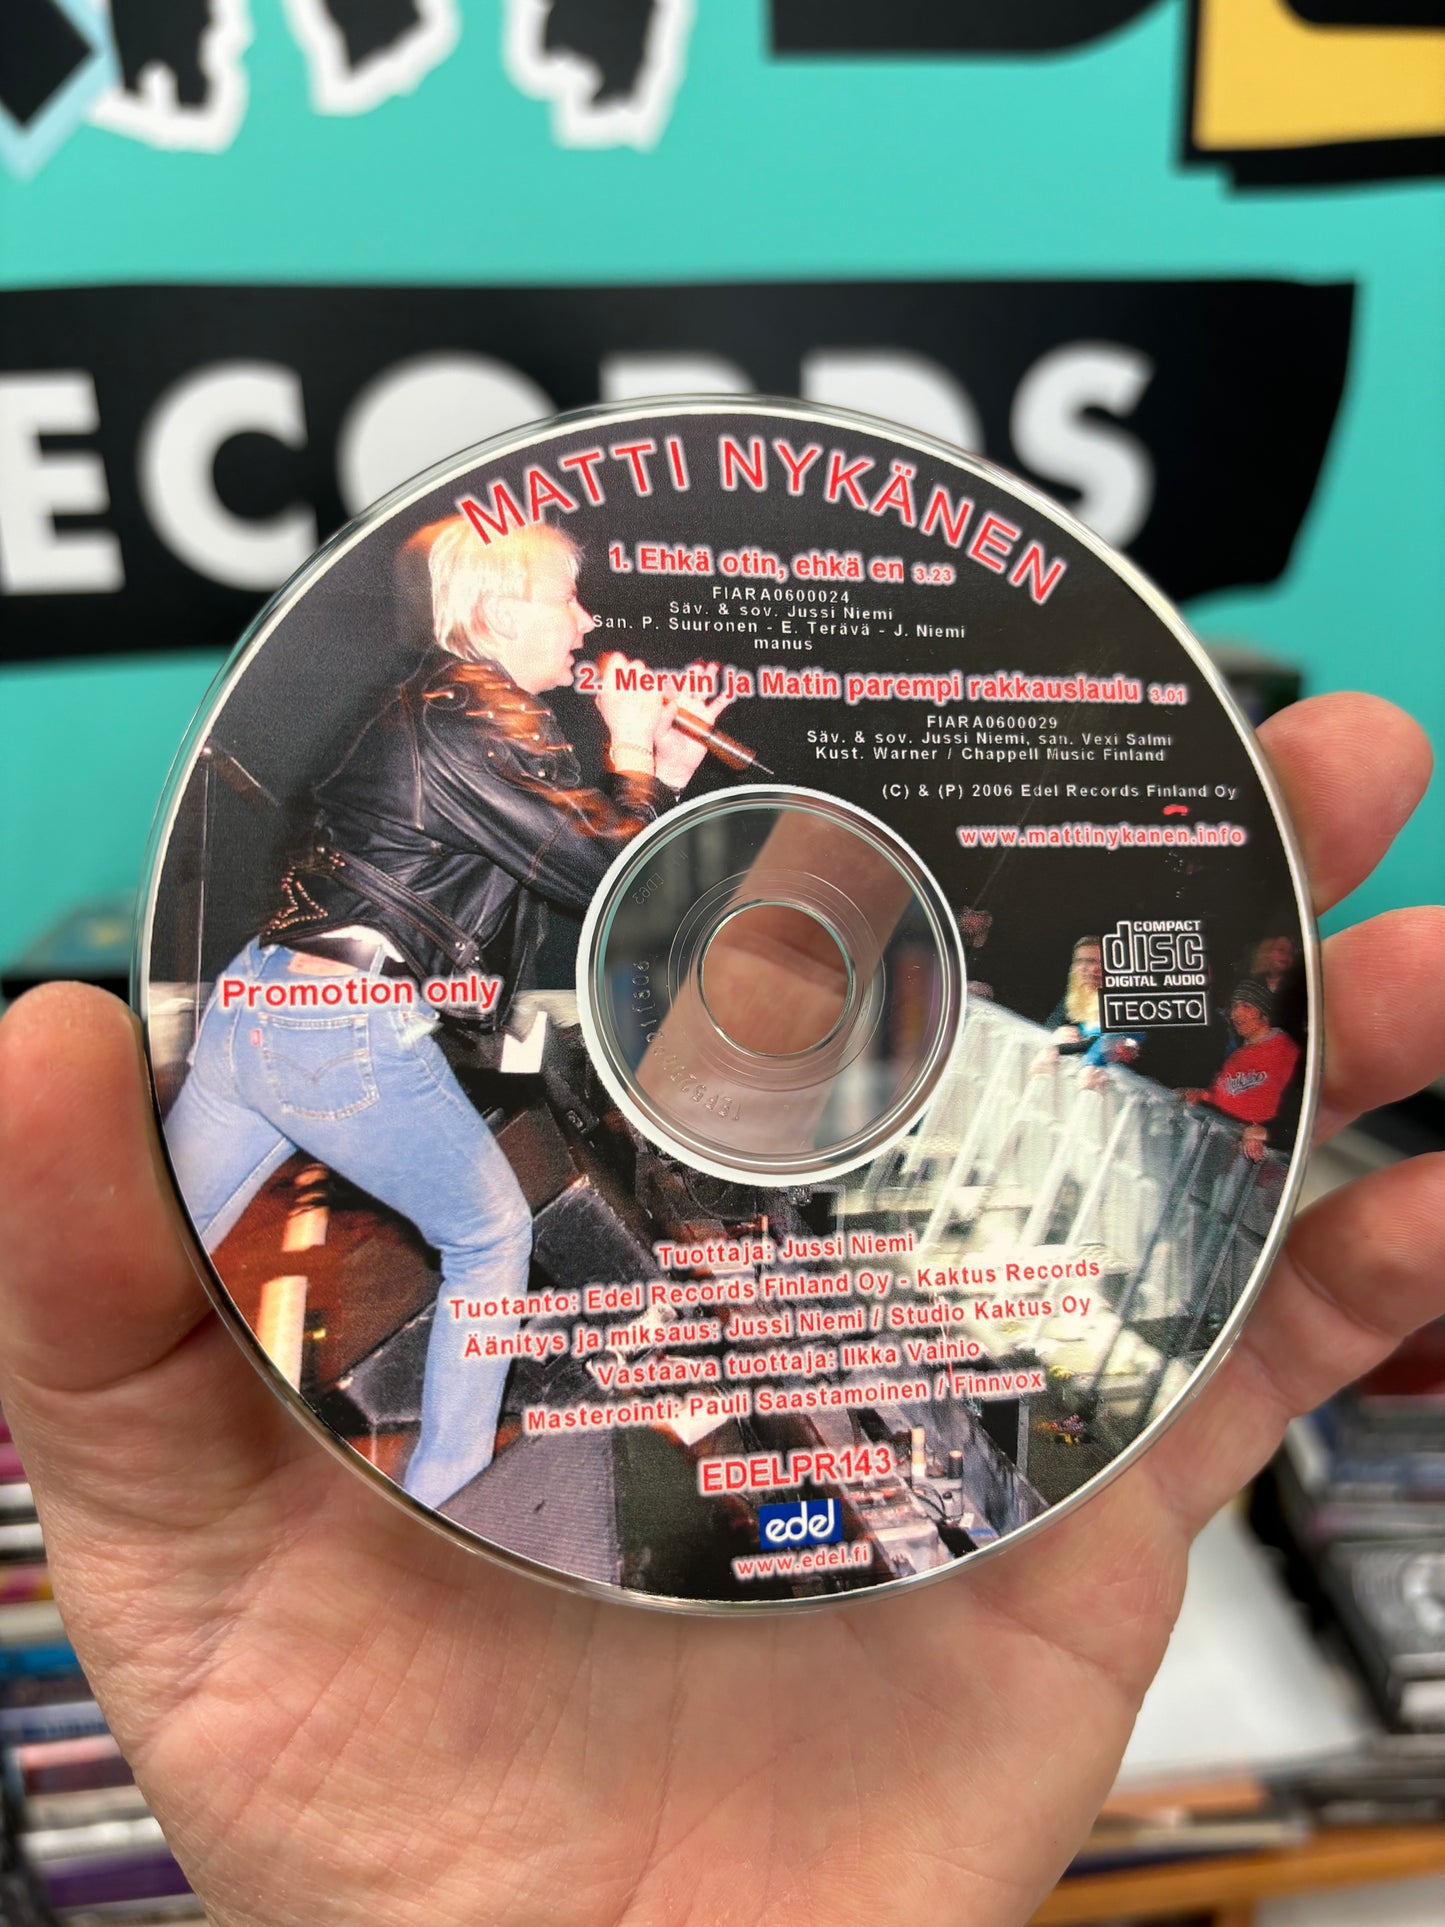 RECORDS
MATTI NYKÄNEN
1. Ehkä otin, ehkä en 3.23
FIARA0600024
Säv. & sov. Jussi Niemi
San. P. Suuronen - E. Terävä - J. Niemi
manus
2. Mervin ja Matin parempi rakkauslaulu 3.01
FIARA0600029
Säv. & sov. Jussi Niemi, san. Vexi Salmi
Kust. Warner / Chappell Music Finland
(C) & (P) 2006 Edel Records Finland Oy
www.mattinykanen.info
COMPACT
disc
DIGITAL AUDIO
TEOSTO
Promotion only
Tuottaja: Jussi Niemi
Tuotanto: Edel Records Finland Oy - Kaktus Records
Äänitys ja miksaus: Jussi Niemi / Studio Kaktus Oy
Vastaava tuottaja: Ilkka Vainio
Masterointi: Pauli Saastamoinen / Finnvox
EDELPR143
edel
www.edel.fi